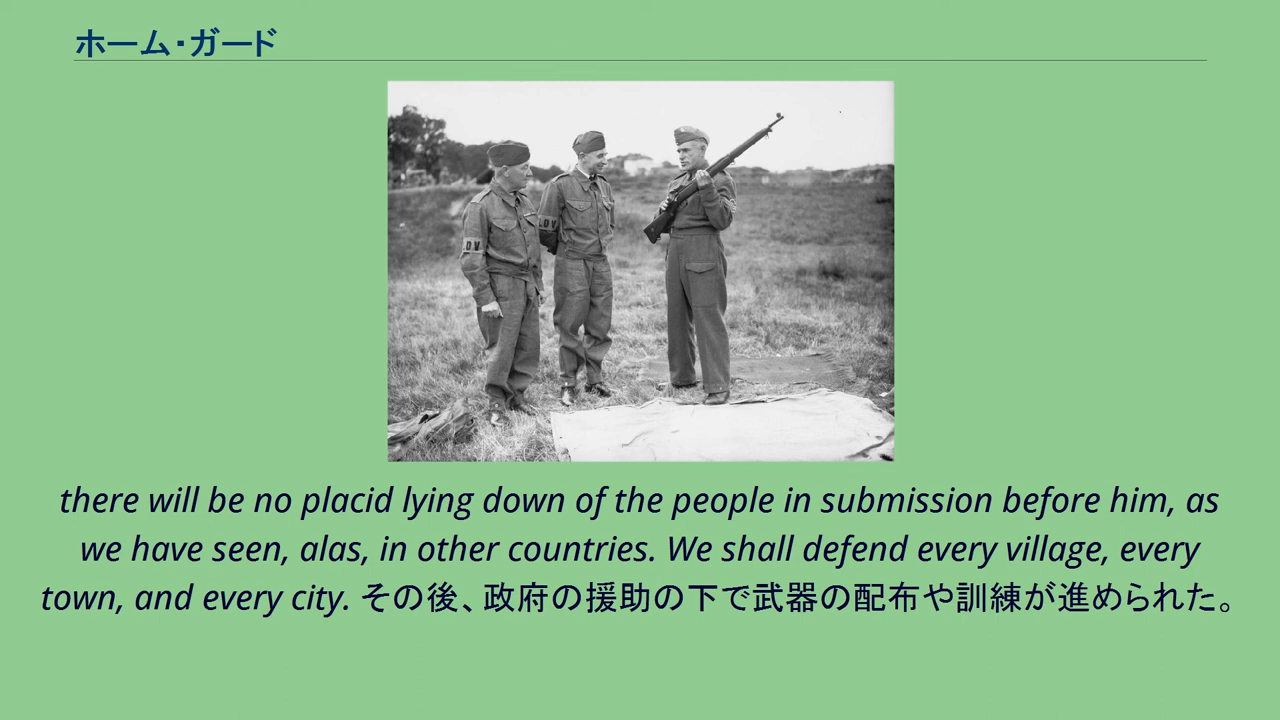 ホーム・ガード
LDV
LDV
there will be no placid lying down of the people in submission before him, as
we have seen, alas, in other countries. We shall defend every village, every
town, and every city. その後、政府の援助の下で武器の配布や訓練が進められた。